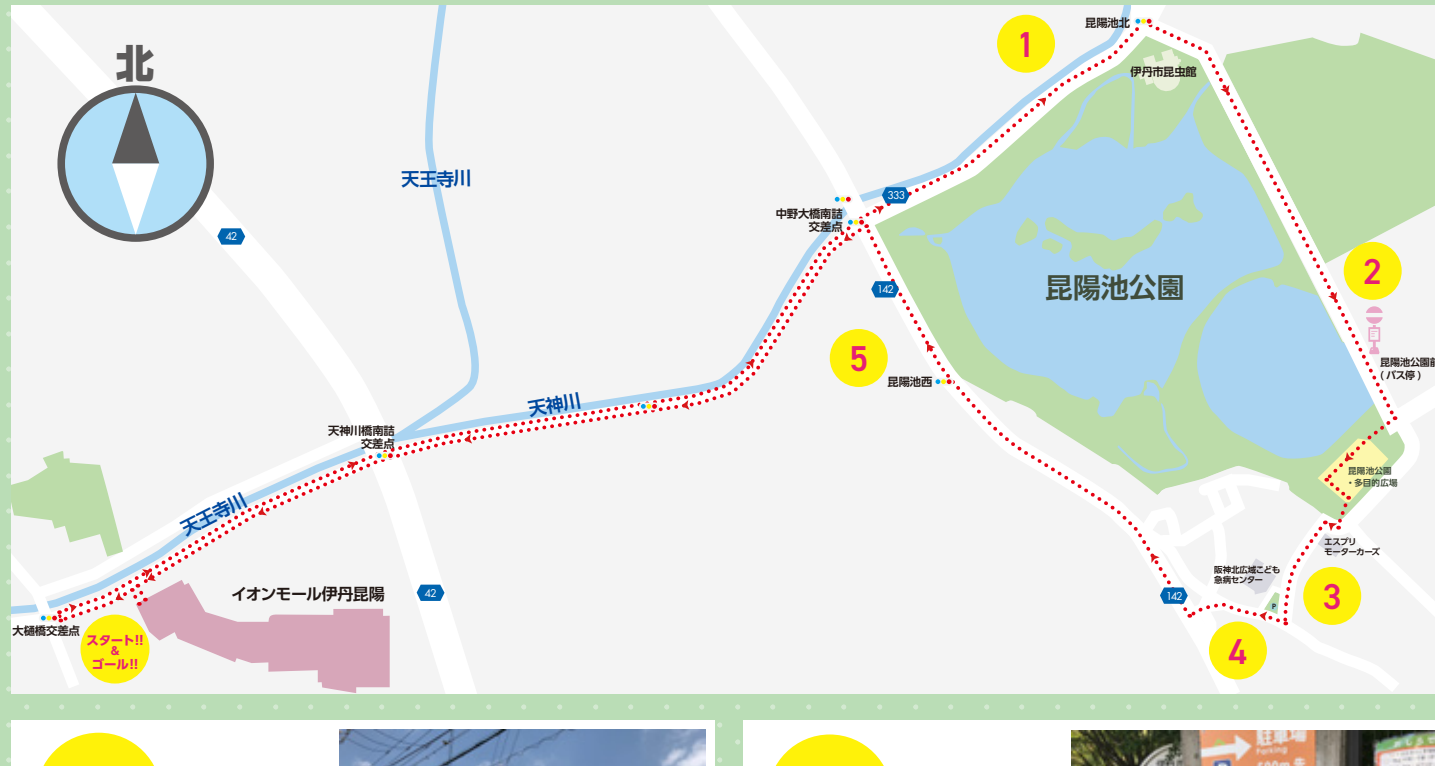 北
昆陽池北
1
伊丹市昆虫館
天王寺川
333
中野大橋南詰
交差点
42
2
昆陽池公園
142
5
昆陽池公園前
(バス停)
昆陽池西
天神川
天神川橋南詰
交差点
昆陽池公園
・多目的広場
天王寺川
エスプリ
モーターカーズ
阪神北広域こども
急病センター
イオンモール伊丹昆陽
42
142
P
3
大樋橋交差点
スタート!!
&
ゴール!!
4
駐車場
Parking